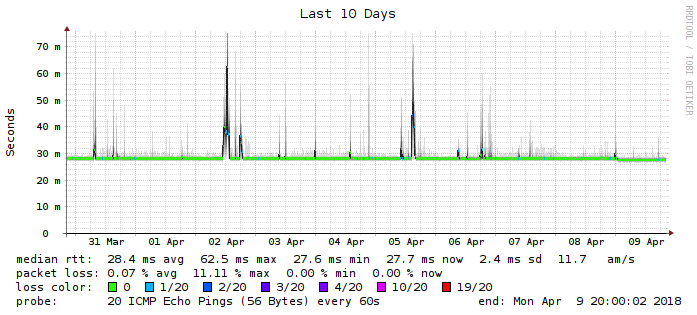 Last 10 Days
RRDTOOL / TOBI OETIKER
Seconds
70 m
60 m
50 m
40 m
30 m
20 m
10 m
0
31 Mar 01 Apr 02 Apr 03 Apr 04 Apr 05 Apr 06 Apr 07 Apr 08 Apr 09 Apr
median rtt: 28.4 ms avg 62.5 ms max 27.6 ms min 27.7 ms now 2.4 ms sd 11.7 am/s
packet loss: 0.07 % avg 11.11 % max 0.00 % min 0.00 % now
loss color: 0 1/20 2/20 3/20 4/20 10/20 19/20
probe: 20 ICMP Echo Pings (56 Bytes) every 60s end: Mon Apr 9 20:00:02 2018